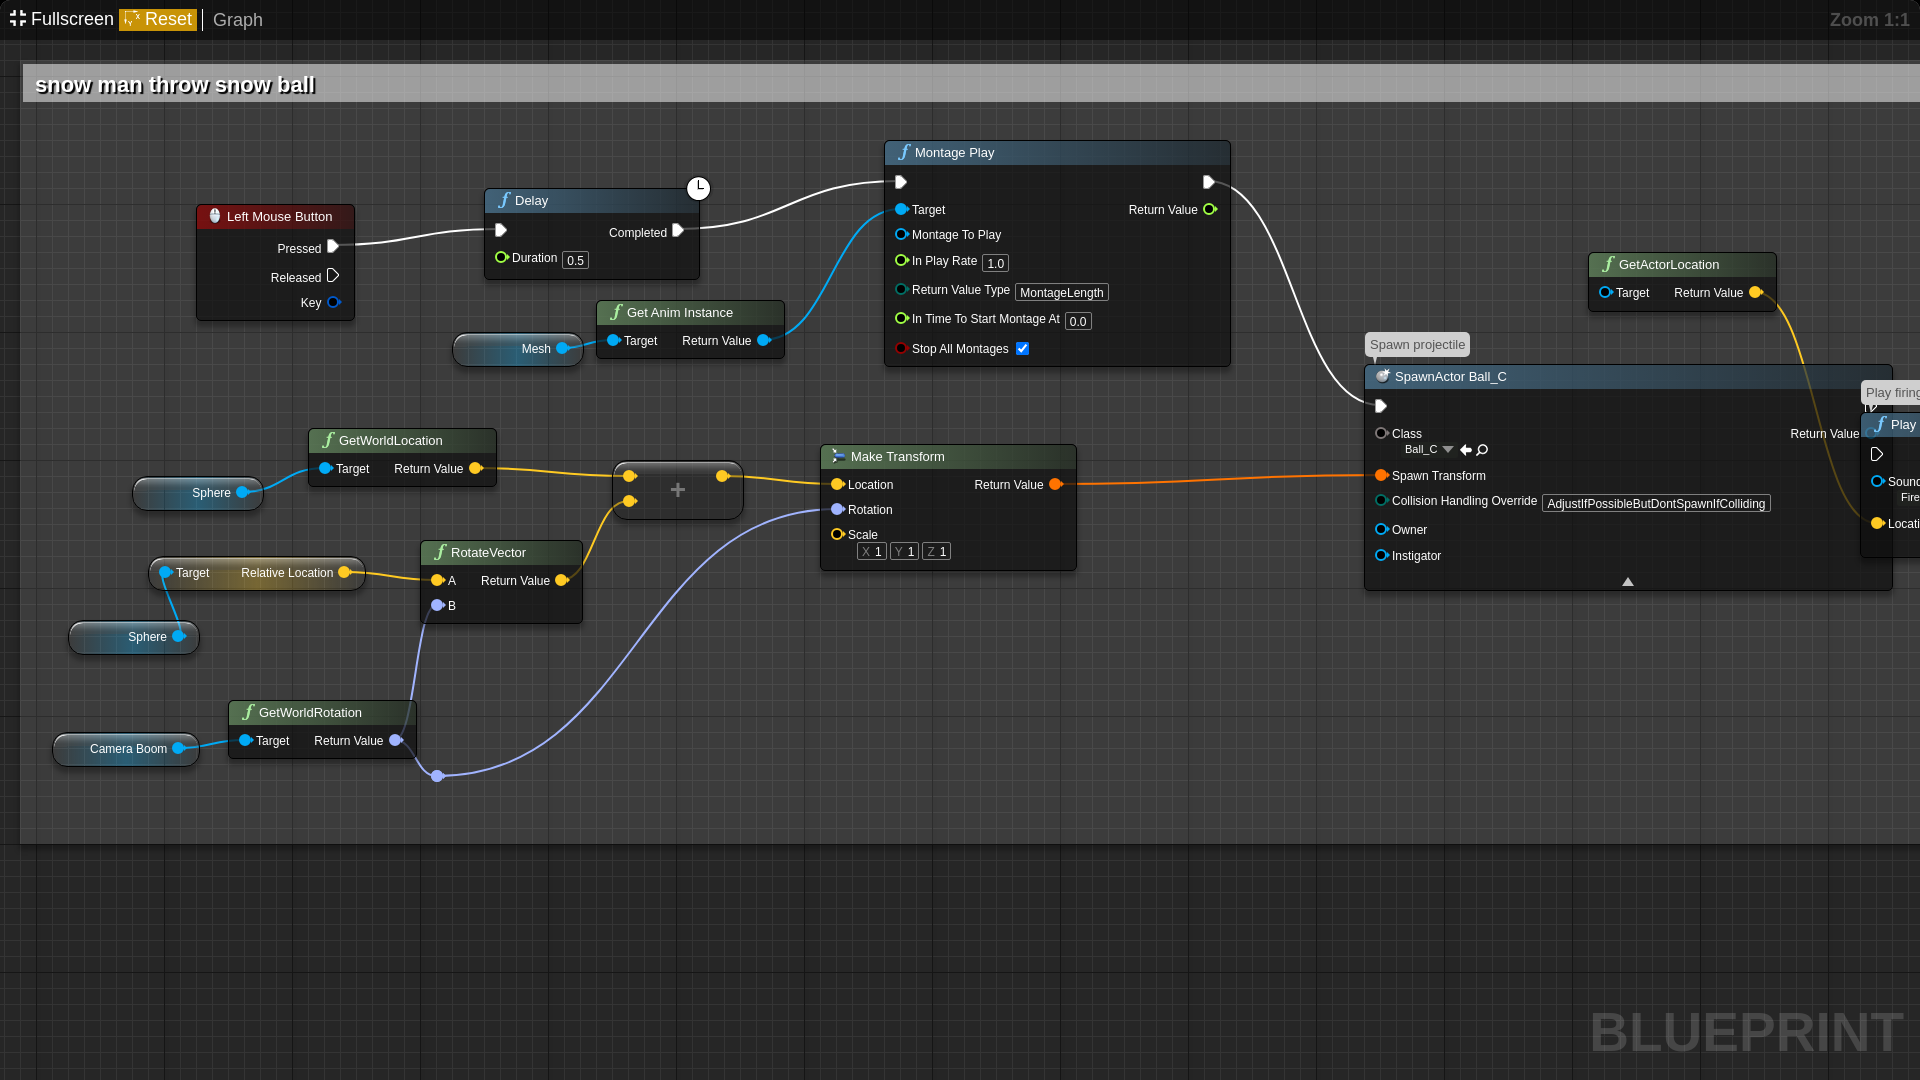 Fullscreen Reset Graph Zoom 1:1
snow man throw snow ball
Left Mouse Button
Pressed
Released
Key
Delay
Completed
Duration 0.5
Mesh
Get Anim Instance
Target Return Value
Montage Play
Target Return Value
Montage To Play
In Play Rate 1.0
Return Value Type MontageLength
In Time To Start Montage At 0.0
Stop All Montages
GetActorLocation
Target Return Value
Spawn projectile
SpawnActor Ball_C
Class Return Value
Ball_C
Spawn Transform
Collision Handling Override AdjustIfPossibleButDontSpawnIfColliding
Owner
Instigator
Play firing
Play
Soun
Fire
Locati
Sphere
GetWorldLocation
Target Return Value
+
Make Transform
Location Return Value
Rotation
Scale
X 1 Y 1 Z 1
Target Relative Location
RotateVector
A Return Value
B
Sphere
Camera Boom
GetWorldRotation
Target Return Value
BLUEPRINT